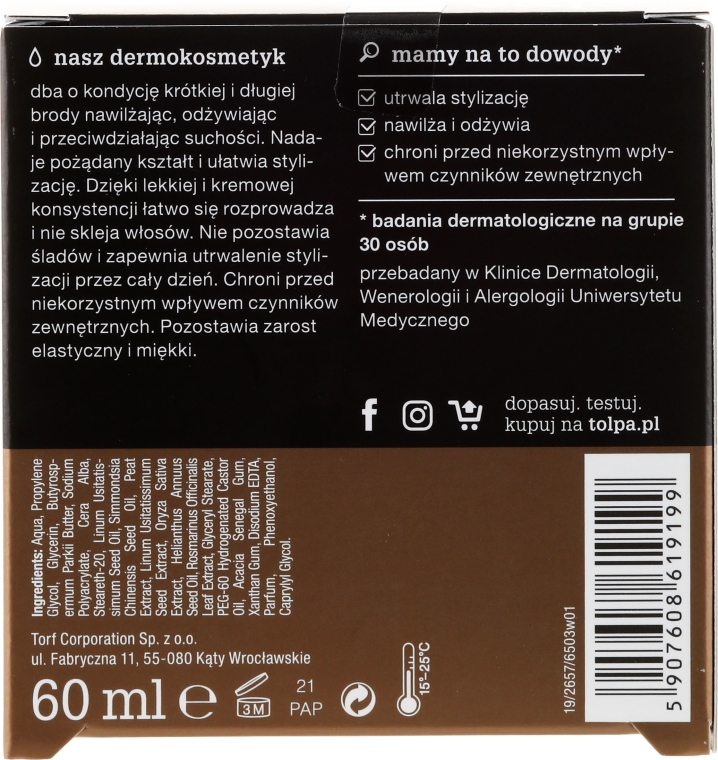 nasz dermokosmetyk
dba o kondycję krótkiej i długiej
brody nawilżając, odżywiając
i przeciwdziałając suchości. Nada-
je pożądany kształt i ułatwia styli-
zację. Dzięki lekkiej i kremowej
konsystencji łatwo się rozprowadza
i nie skleja włosów. Nie pozostawia
śladów i zapewnia utrwalenie styli-
zacji przez cały dzień. Chroni przed
niekorzystnym wpływem czynników
zewnętrznych. Pozostawia zarost
elastyczny i miękki.
mamy na to dowody*
utrwala stylizację
nawilża i odżywia
chroni przed niekorzystnym wpły-
wem czynników zewnętrznych
* badania dermatologiczne na grupie
30 osób
przebadany w Klinice Dermatologii,
Wenerologii i Alergologii Uniwersytetu
Medycznego
dopasuj. testuj.
kupuj na tolpa.pl
Ingredients: Aqua, Propylene
Glycol, Glycerin, Butyrosp-
ermum Parkii Butter, Sodium
Polyacrylate, Cera Alba,
Steareth-20, Linum Usitatis-
simum Seed Oil, Simmondsia
Chinensis Seed Oil, Peat
Extract, Linum Usitatissimum
Seed Extract, Oryza Sativa
Extract, Helianthus Annuus
Seed Oil, Rosmarinus Officinalis
Leaf Extract, Glyceryl Stearate,
PEG-60 Hydrogenated Castor
Oil, Acacia Senegal Gum,
Xanthan Gum, Disodium EDTA,
Parfum, Phenoxyethanol,
Caprylyl Glycol.
Torf Corporation Sp. z o.o.
ul. Fabryczna 11, 55-080 Kąty Wrocławskie
60 ml e
3M
21
PAP
15°-25°C
19/2657/6503w01
5 907608 619199